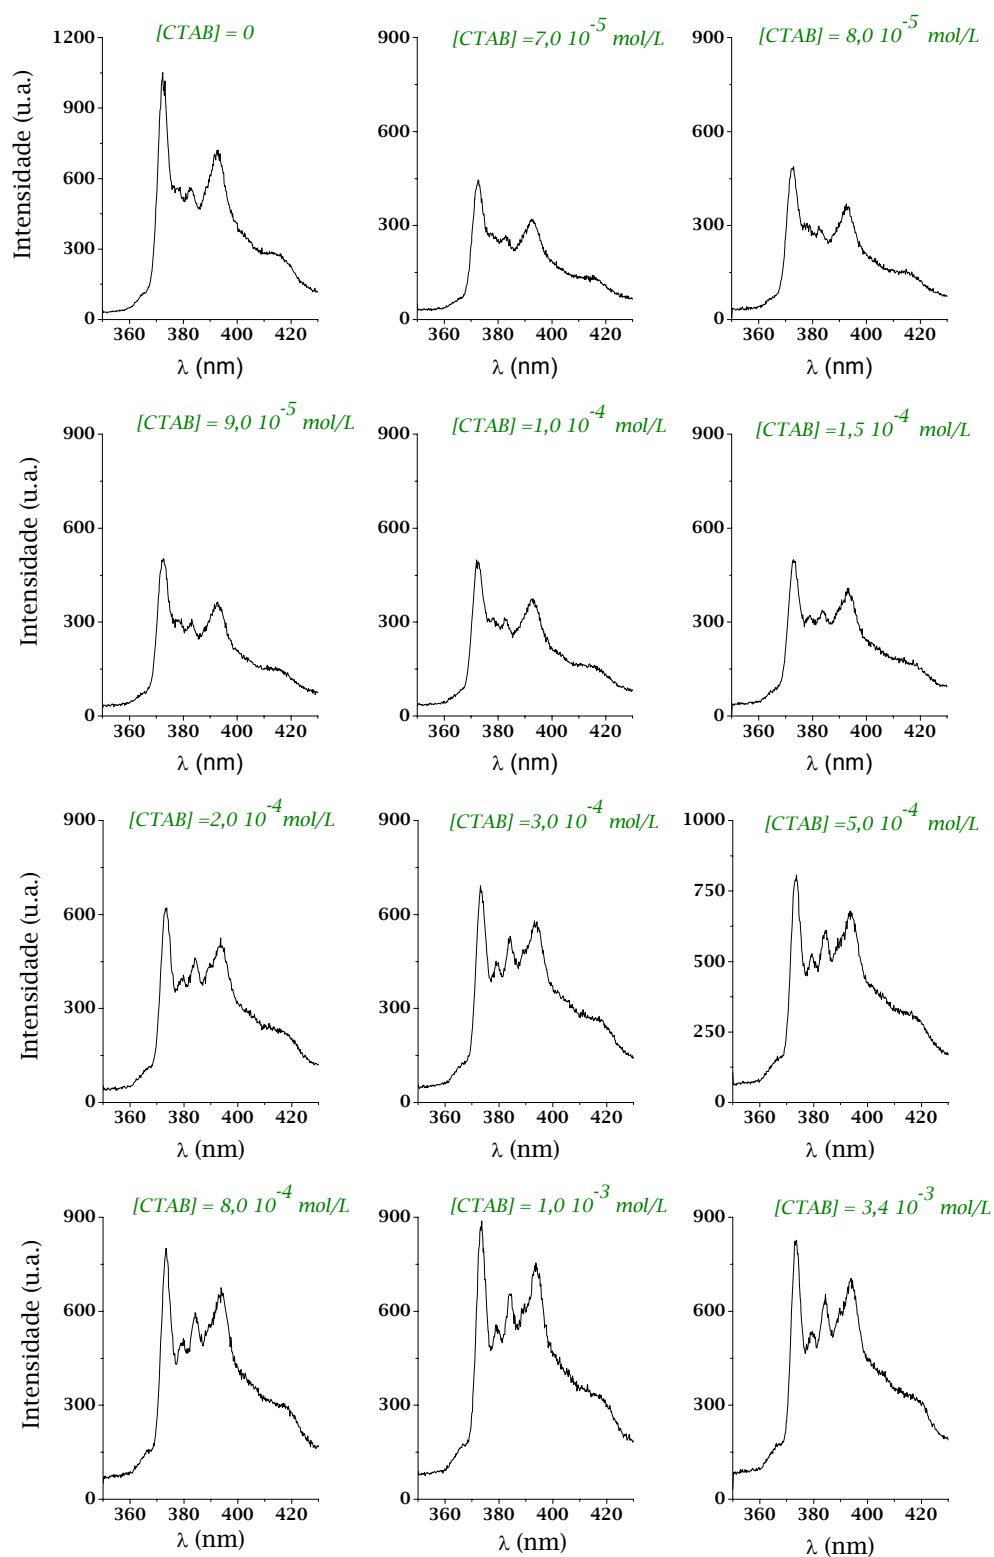 [CTAB] = 0
[CTAB] =7,0 10^-5 mol/L
[CTAB] = 8,0 10^-5 mol/L
Intensidade (u.a.)
1200
900
600
300
0
360 380 400 420
λ (nm)
900
600
300
0
360 380 400 420
λ (nm)
900
600
300
0
360 380 400 420
λ (nm)
[CTAB] = 9,0 10^-5 mol/L
[CTAB] =1,0 10^-4 mol/L
[CTAB] =1,5 10^-4 mol/L
Intensidade (u.a.)
900
600
300
0
360 380 400 420
λ (nm)
900
600
300
0
360 380 400 420
λ (nm)
900
600
300
0
360 380 400 420
λ (nm)
[CTAB] =2,0 10^-4 mol/L
[CTAB] =3,0 10^-4 mol/L
[CTAB] =5,0 10^-4 mol/L
Intensidade (u.a.)
900
600
300
0
360 380 400 420
λ (nm)
900
600
300
0
360 380 400 420
λ (nm)
1000
750
500
250
0
360 380 400 420
λ (nm)
[CTAB] = 8,0 10^-4 mol/L
[CTAB] = 1,0 10^-3 mol/L
[CTAB] = 3,4 10^-3 mol/L
Intensidade (u.a.)
900
600
300
0
360 380 400 420
λ (nm)
900
600
300
0
360 380 400 420
λ (nm)
900
600
300
0
360 380 400 420
λ (nm)